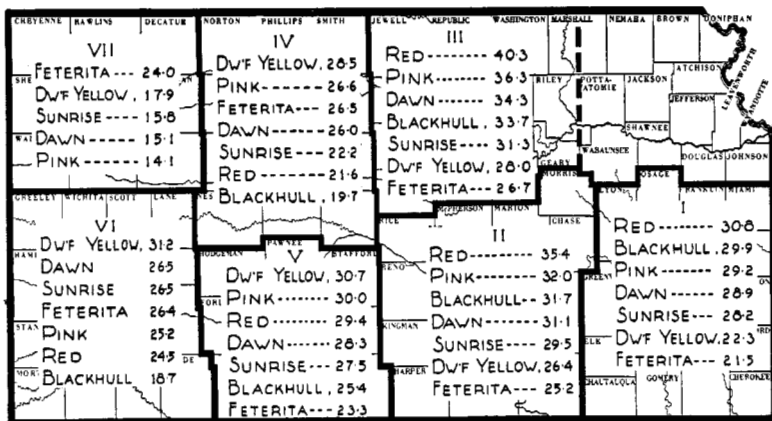 CHEYENNE RAWLINS DECATUR
VII
FETERITA --- 24.0
DW'F YELLOW, 17.9
SUNRISE --- 15.8
DAWN ----- 15.1
PINK ------ 14.1
NORTON PHILLIPS SMITH
IV
DW'F YELLOW, 28.5
PINK ------- 26.6
FETERITA --- 26.5
DAWN ------ 26.0
SUNRISE ---- 22.2
RED -------- 21.6
BLACKHULL, 19.7
JEWELL REPUBLIC WASHINGTON MARSHALL NEMAHA BROWN DONIPHAN
III
RED -------- 40.3
PINK ------- 36.3
DAWN ------ 34.3
BLACKHULL, 33.7
SUNRISE ---- 31.3
DW'F YELLOW, 28.0
FETERITA --- 26.7
RILEY
POTTAWATOMIE
JACKSON
ATCHISON
JEFFERSON
LEAVENWORTH
WYANDOTTE
SHAWNEE
WABAUNSEE
DOUGLAS JOHNSON
GEARY
MORRIS
OSAGE
FRANKLIN MIAMI
GREELEY WICHITA SCOTT LANE
VI
DW'F YELLOW, 31.2
DAWN 26.5
SUNRISE 26.5
FETERITA 26.4
PINK 25.2
RED 24.5
BLACKHULL 18.7
HODGEMAN PAWNEE STAFFORD
V
DW'F YELLOW, 30.7
PINK ------- 30.0
RED -------- 29.4
DAWN ------ 28.3
SUNRISE ---- 27.5
BLACKHULL, 25.4
FETERITA --- 23.3
RICE McPHERSON MARION CHASE
II
RENO
KINGMAN
HARPER
RED -------- 35.4
PINK ------- 32.0
BLACKHULL-- 31.7
DAWN ------ 31.1
SUNRISE ---- 29.5
DW'F YELLOW, 26.4
FETERITA --- 25.2
I
RED -------- 30.8
BLACKHULL-- 29.9
PINK ------- 29.2
DAWN ------ 28.9
SUNRISE ---- 28.2
DW'F YELLOW, 22.3
FETERITA --- 21.5
ELK
CHAUTAUQUA
GOMERY
CHEROKEE